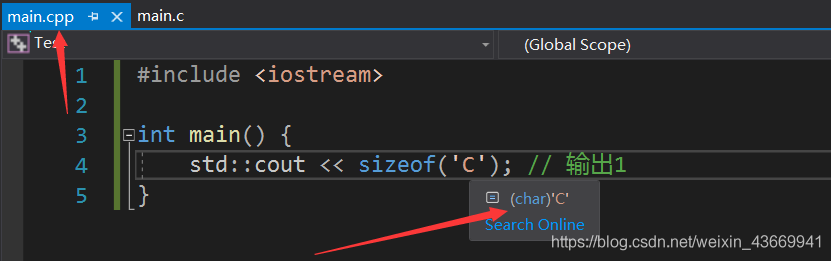 main.cpp main.c
Te (Global Scope)
1 #include <iostream>
2
3 int main() {
4 std::cout << sizeof('C'); // 输出1
5 }
(char)'C'
Search Online
https://blog.csdn.net/weixin_43669941